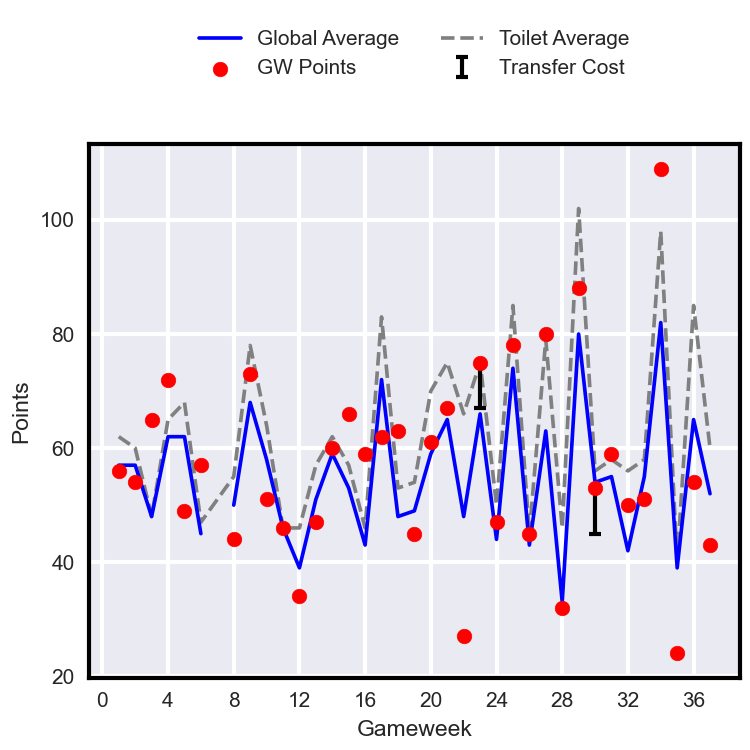 Global Average
Toilet Average
GW Points
Transfer Cost
Points
100
80
60
40
20
0 4 8 12 16 20 24 28 32 36
Gameweek